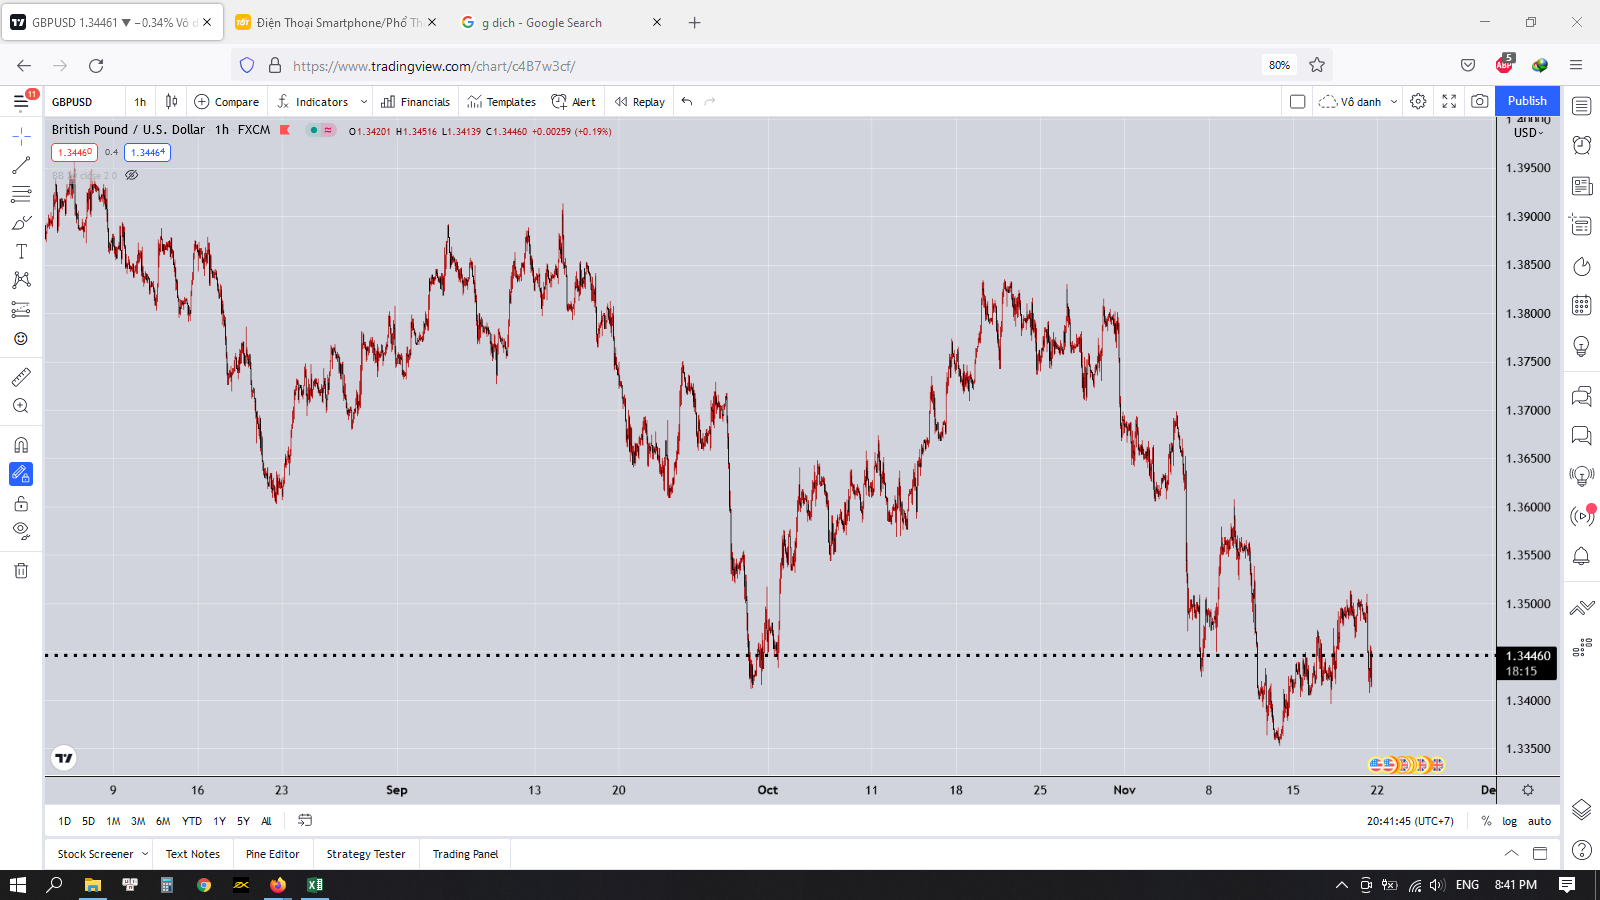 GBPUSD 1.34461 ▼ −0.34% Vô d
Điện Thoại Smartphone/Phổ Th
g dịch - Google Search
https://www.tradingview.com/chart/c4B7w3cf/
80%
5
11
GBPUSD
1h
Compare
Indicators
Financials
Templates
Alert
Replay
Vô danh
Publish
British Pound / U.S. Dollar 1h FXCM
O1.34201 H1.34516 L1.34139 C1.34460 +0.00259 (+0.19%)
1.34460
0.4
1.34464
USD
1.40000
1.39500
1.39000
1.38500
1.38000
1.37500
1.37000
1.36500
1.36000
1.35500
1.35000
1.34460
18:15
1.34000
1.33500
9 16 23 Sep 13 20 Oct 11 18 25 Nov 8 15 22 De
1D 5D 1M 3M 6M YTD 1Y 5Y All
20:41:45 (UTC+7)
% log auto
Stock Screener
Text Notes
Pine Editor
Strategy Tester
Trading Panel
ENG
8:41 PM